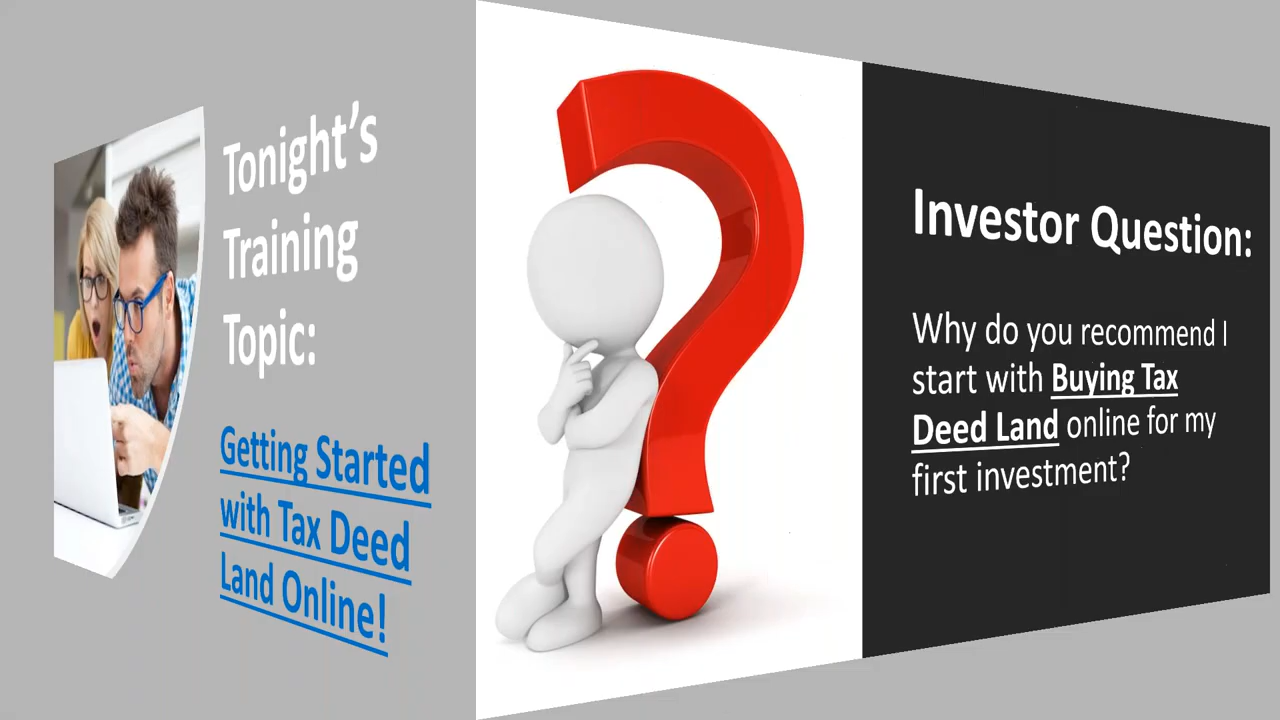 Tonight's
Training
Topic:
Getting Started
with Tax Deed
Land Online!
Investor Question:
Why do you recommend I
start with Buying Tax
Deed Land online for my
first investment?